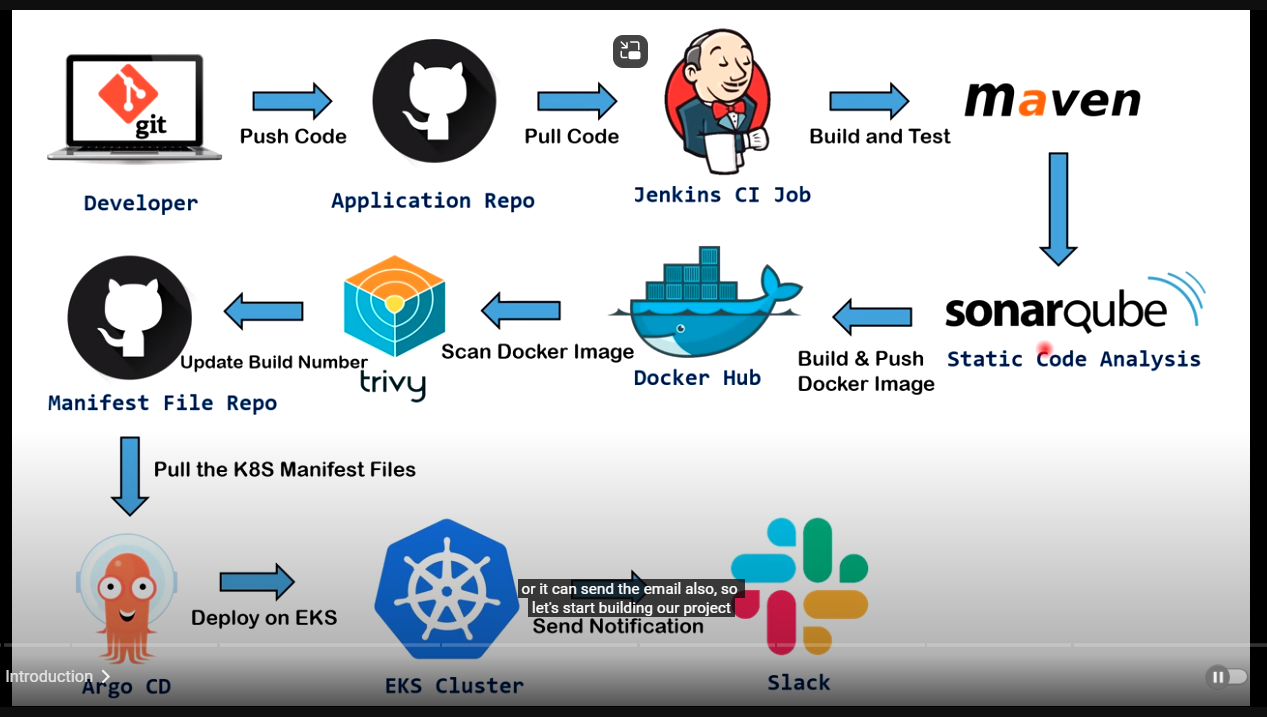 git
Push Code
Pull Code
Build and Test
maven
Developer
Application Repo
Jenkins CI Job
sonarqube
Static Code Analysis
Build & Push
Docker Image
Docker Hub
Scan Docker Image
trivy
Update Build Number
Manifest File Repo
Pull the K8S Manifest Files
Deploy on EKS
or it can send the email also, so
let's start building our project
Send Notification
Introduction
Argo CD
EKS Cluster
Slack